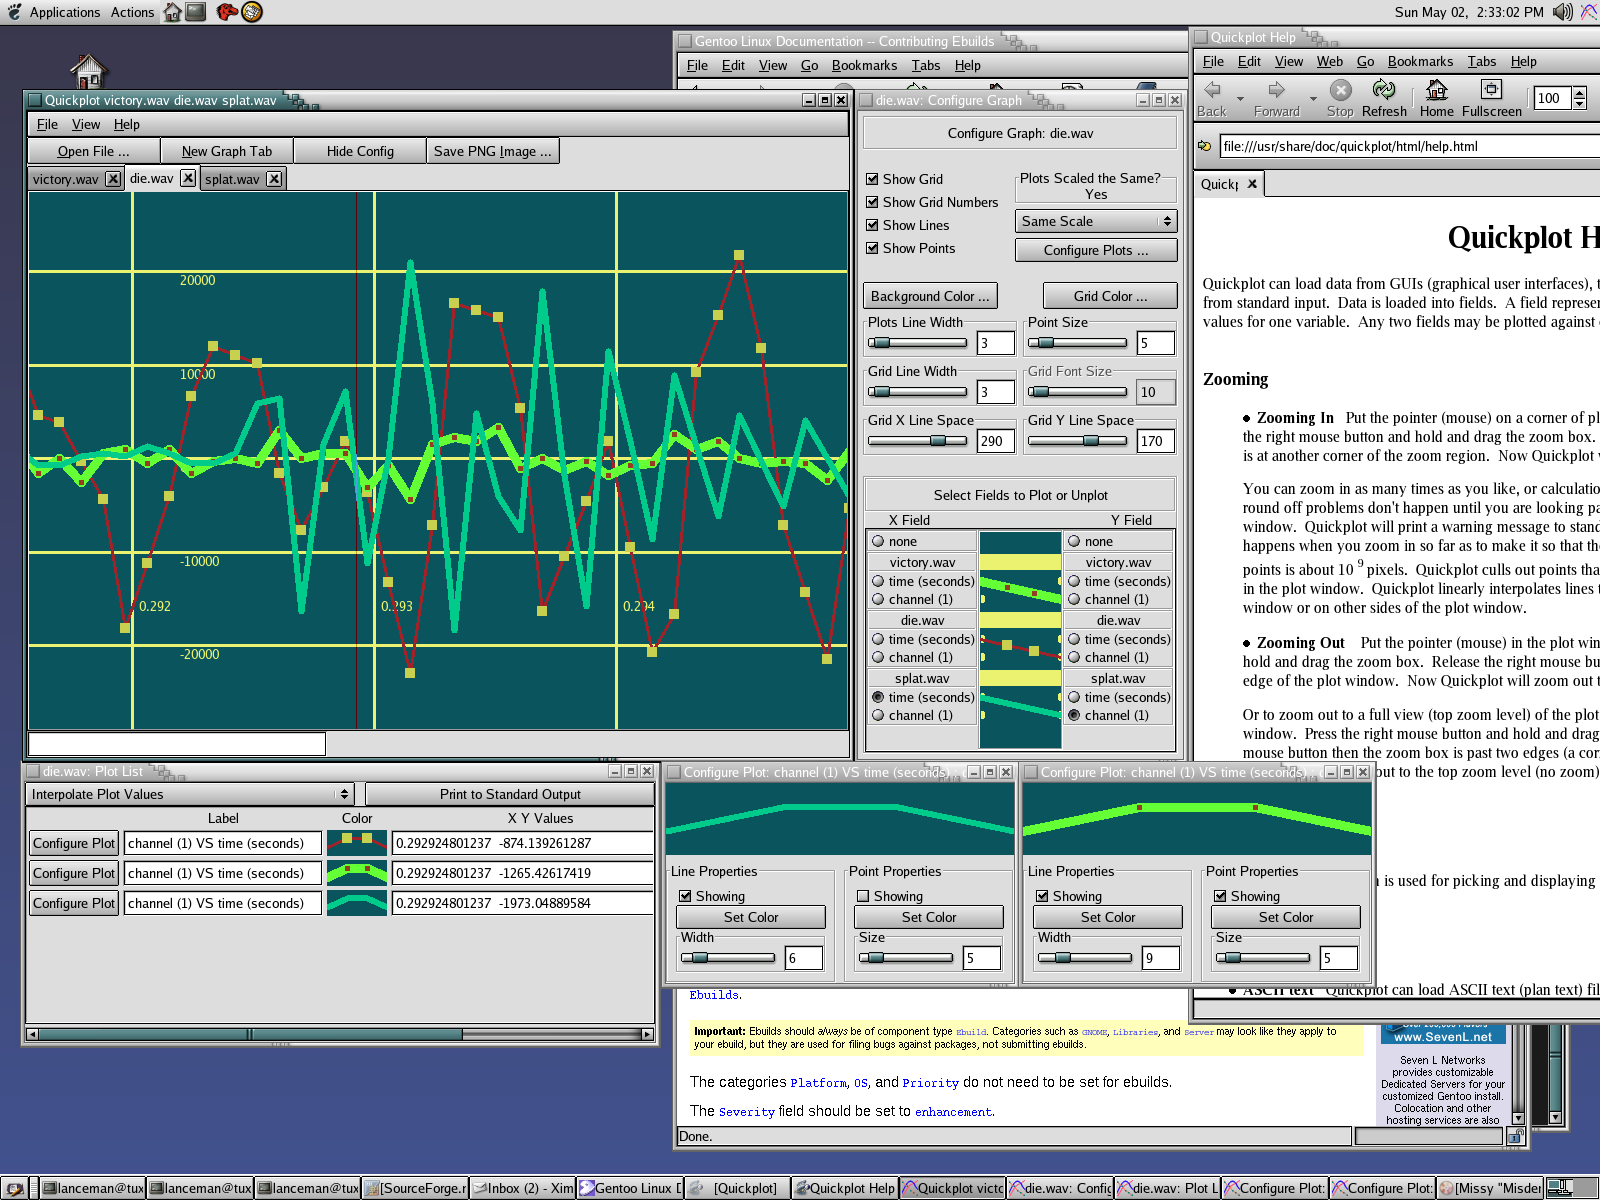 Applications Actions
Sun May 02, 2:33:02 PM
Gentoo Linux Documentation -- Contributing Ebuilds
File Edit View Go Bookmarks Tabs Help
Quickplot Help
File Edit View Web Go Bookmarks Tabs Help
Back Forward Stop Refresh Home Fullscreen 100
file:///usr/share/doc/quickplot/html/help.html
Quickplot victory.wav die.wav splat.wav
File View Help
Open File ... New Graph Tab Hide Config Save PNG Image ...
victory.wav die.wav splat.wav
20000
10000
-10000
0.292 0.293 0.294
-20000
die.wav: Configure Graph
Configure Graph: die.wav
Show Grid
Show Grid Numbers
Show Lines
Show Points
Plots Scaled the Same?
Yes
Same Scale
Configure Plots ...
Background Color ... Grid Color ...
Plots Line Width 3 Point Size 5
Grid Line Width 3 Grid Font Size 10
Grid X Line Space 290 Grid Y Line Space 170
Select Fields to Plot or Unplot
X Field Y Field
none none
victory.wav victory.wav
time (seconds) time (seconds)
channel (1) channel (1)
die.wav die.wav
time (seconds) time (seconds)
channel (1) channel (1)
splat.wav splat.wav
time (seconds) time (seconds)
channel (1) channel (1)
Quickplot H
Quickplot can load data from GUIs (graphical user interfaces),
from standard input. Data is loaded into fields. A field represe
values for one variable. Any two fields may be plotted against
Zooming
Zooming In Put the pointer (mouse) on a corner of pl
the right mouse button and hold and drag the zoom box.
is at another corner of the zoom region. Now Quickplot
You can zoom in as many times as you like, or calculatio
round off problems don't happen until you are looking pa
window. Quickplot will print a warning message to stand
happens when you zoom in so far as to make it so that the
points is about 10 9 pixels. Quickplot culls out points tha
in the plot window. Quickplot linearly interpolates lines t
window or on other sides of the plot window.
Zooming Out Put the pointer (mouse) in the plot win
hold and drag the zoom box. Release the right mouse bu
edge of the plot window. Now Quickplot will zoom out t
Or to zoom out to a full view (top zoom level) of the plot
window. Press the right mouse button and hold and drag
mouse button then the zoom box is past two edges (a cor
out to the top zoom level (no zoom)
is used for picking and displaying
ASCII text Quickplot can load ASCII text (plan text) fil
die.wav: Plot List
Interpolate Plot Values Print to Standard Output
Label Color X Y Values
Configure Plot channel (1) VS time (seconds) 0.292924801237 -874.139261287
Configure Plot channel (1) VS time (seconds) 0.292924801237 -1265.42617419
Configure Plot channel (1) VS time (seconds) 0.292924801237 -1973.04889584
Configure Plot: channel (1) VS time (seconds)
Line Properties Point Properties
Showing Showing
Set Color Set Color
Width Size
6 5
Configure Plot: channel (1) VS time (seconds)
Line Properties Point Properties
Showing Showing
Set Color Set Color
Width Size
9 5
Ebuilds.
Important: Ebuilds should always be of component type Ebuild. Categories such as GNOME, Libraries, and Server may look like they apply to
your ebuild, but they are used for filing bugs against packages, not submitting ebuilds.
The categories Platform, OS, and Priority do not need to be set for ebuilds.
The Severity field should be set to enhancement.
www.SevenL.net
Seven L Networks
provides customizable
Dedicated Servers for your
customized Gentoo install.
Colocation and other
hosting services are also
Done.
lanceman@tux lanceman@tux lanceman@tux [SourceForge.r Inbox (2) - Xim Gentoo Linux D [Quickplot] Quickplot Help Quickplot victo die.wav: Config die.wav: Plot L Configure Plot: Configure Plot: [Missy "Misder